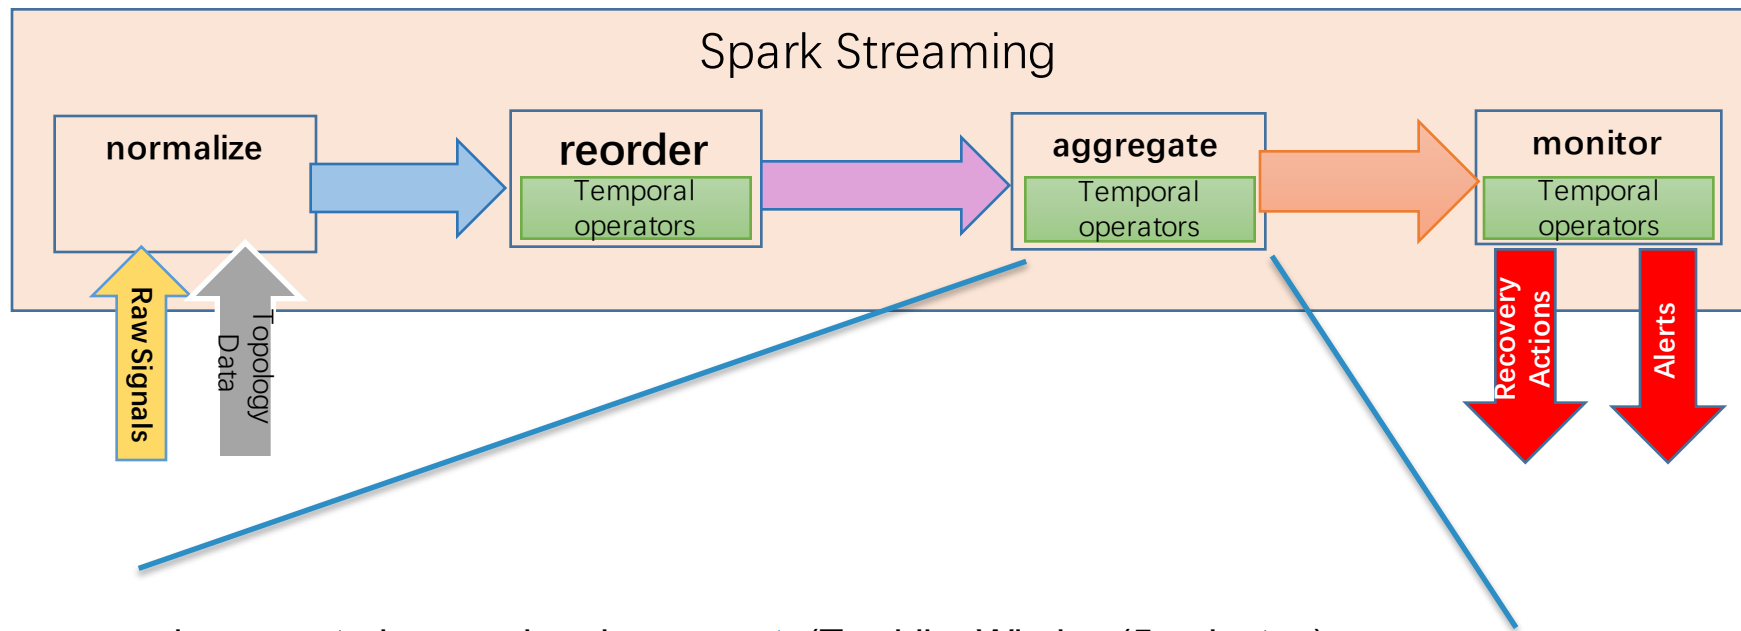 Spark Streaming
normalize
reorder
Temporal
operators
aggregate
Temporal
operators
monitor
Temporal
operators
Raw Signals
Topology
Data
Recovery
Actions
Alerts